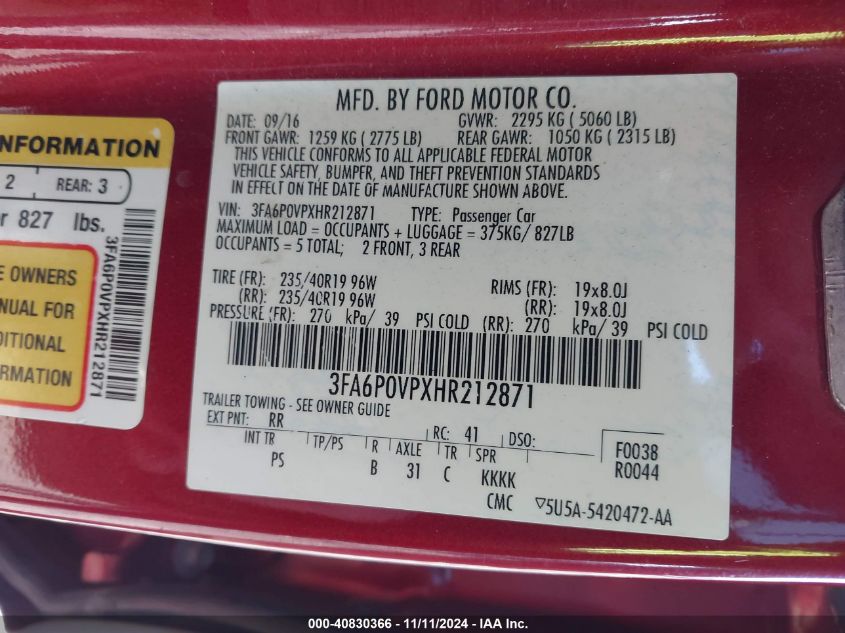 MFD. BY FORD MOTOR CO.
DATE: 09/16 GVWR: 2295 KG ( 5060 LB)
FRONT GAWR: 1259 KG ( 2775 LB) REAR GAWR: 1050 KG ( 2315 LB)
THIS VEHICLE CONFORMS TO ALL APPLICABLE FEDERAL MOTOR
VEHICLE SAFETY, BUMPER, AND THEFT PREVENTION STANDARDS
IN EFFECT ON THE DATE OF MANUFACTURE SHOWN ABOVE.
VIN: 3FA6P0VPXHR212871 TYPE: Passenger Car
MAXIMUM LOAD = OCCUPANTS + LUGGAGE = 375KG/ 827LB
OCCUPANTS = 5 TOTAL; 2 FRONT, 3 REAR
TIRE (FR): 235/40R19 96W RIMS (FR): 19x8.0J
(RR): 235/40R19 96W (RR): 19x8.0J
PRESSURE (FR): 270 kPa/ 39 PSI COLD (RR): 270 kPa/ 39 PSI COLD
3FA6P0VPXHR212871
TRAILER TOWING - SEE OWNER GUIDE
EXT PNT: RR RC: 41 DSO: F0038
R0044
INT TR TP/PS R AXLE TR SPR
PS B 31 C KKKK
CMC 5U5A-5420472-AA
INFORMATION
2 REAR: 3
827 lbs.
OWNERS
FOR
3FA6P0VPXHR212871
000-40830366 - 11/11/2024 - IAA Inc.